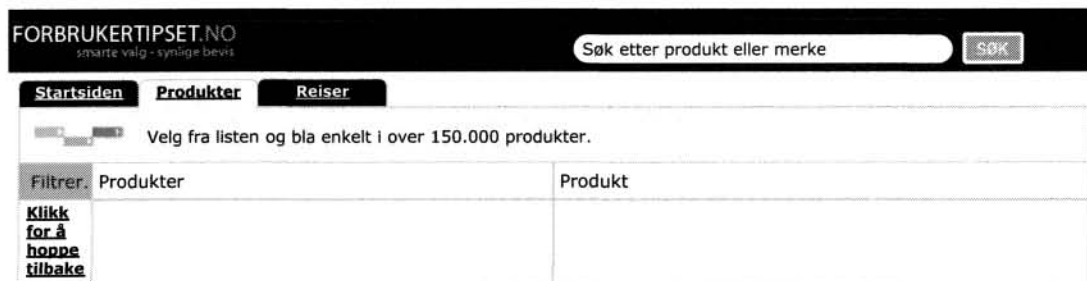 FORBRUKERTIPSET.NO
smarte valg - synlige bevis
Søk etter produkt eller merke
SØK
Startsiden Produkter Reiser
Velg fra listen og bla enkelt i over 150.000 produkter.
Filtrer. Produkter Produkt
Klikk
for å
hoppe
tilbake